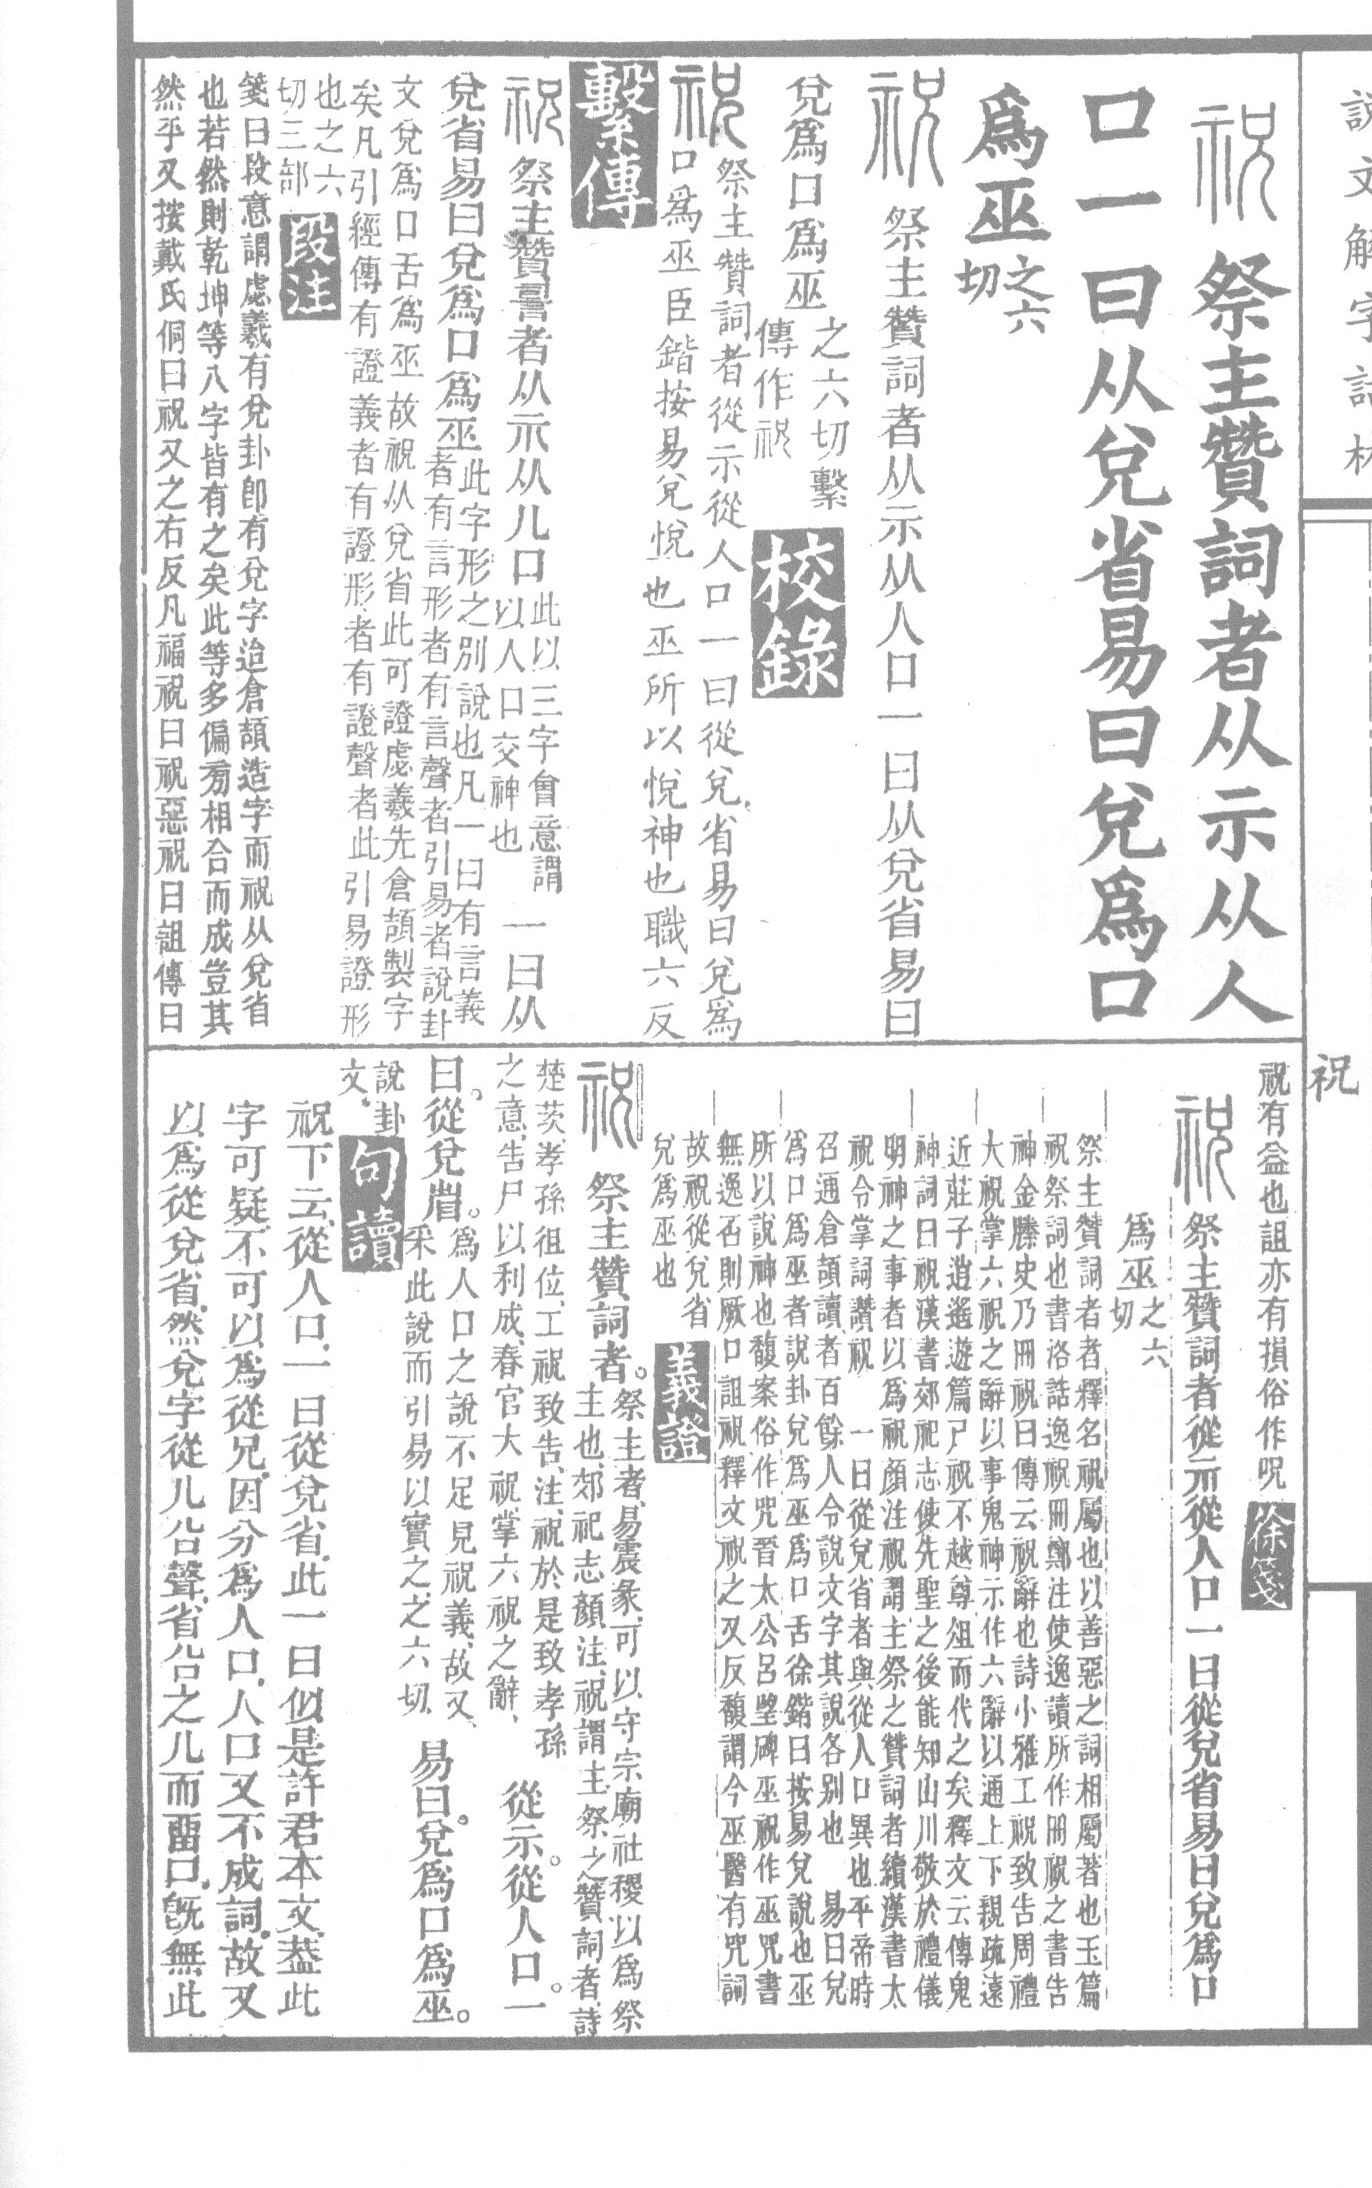 說文解字詁林
祝
祝 祭主贊詞者从示从人
口一曰从兌省易曰兌爲口
爲巫之六切
祝 祭主贊詞者从示从人口一曰从兌省易曰
兌爲口爲巫之六切繫傳作祝 校錄
祝 祭主贊詞者從示從人口一曰從兌省易曰兌爲
口爲巫臣鍇按易兌悅也巫所以悅神也職六反
繫傳
祝 祭主贊䛐者从示从儿口此以三字會意謂以人口交神也一曰从
兌省易曰兌爲口爲巫此字形之別說也凡一曰有言義者有言形者有言聲者引易者說卦
文兌爲口舌爲巫故祝从兌省此可證虙羲先倉頡製字
矣凡引經傳有證義者有證形者有證聲者此引易證形
也之六切三部 段注
箋曰段意謂虙羲有兌卦卽有兌字迨倉頡造字而祝从兌省
也若然則乾坤等八字皆有之矣此等多偏旁相合而成豈其
然乎又按戴氏侗曰祝又之右反凡福祝曰祝惡祝曰詛傳曰
祝有益也詛亦有損俗作呪 徐箋
祝 祭主贊詞者從示從人口一曰從兌省易曰兌爲口
爲巫之六切
祭主贊詞者者釋名祝屬也以善惡之詞相屬著也玉篇
祝祭詞也書洛誥逸祝冊鄭注使逸讀所作冊祝之書告
神金縢史乃冊祝曰傳云祝辭也詩小雅工祝致告周禮
大祝掌六祝之辭以事鬼神示作六辭以通上下親疏遠
近莊子逍遙遊篇尸祝不越尊俎而代之矣釋文云傳鬼
神詞曰祝漢書郊祀志使先聖之後能知山川敬於禮儀
明神之事者以爲祝顏注祝謂主祭之贊詞者續漢書太
祝令掌詞讚祝 一曰從兌省者與從人口異也平帝時
召通倉頡讀者百餘人令說文字其說各別也 易曰兌
爲口爲巫者說卦兌爲巫爲口舌徐鍇曰按易兌說也巫
所以說神也馥案俗作咒晉太公呂望碑巫祝作巫咒書
無逸否則厥口詛祝釋文祝之又反馥謂今巫醫有咒詞
故祝從兌省
兌爲巫也 義證
祝 祭主贊詞者。祭主者、易震彖、可以守宗廟社稷以爲祭主也、郊祀志顏注、祝謂主祭之贊詞者、詩
楚茨、孝孫徂位、工祝致告、注、祝於是致孝孫之意、告尸以利成、春官大祝掌六祝之辭、從示。從人口。一
曰。從兌省。爲人口之說不足見祝義、故又采此說而引易以實之、之六切、易曰。兌爲口爲巫。
說卦文、 句讀
祝下云、從人口、一曰從兌省、此一曰似是許君本文、葢此
字可疑、不可以爲從兄、因分爲人口、人口又不成詞、故又
以爲從兌省、然兌字從儿㕣聲、省㕣之儿而畱口、旣無此